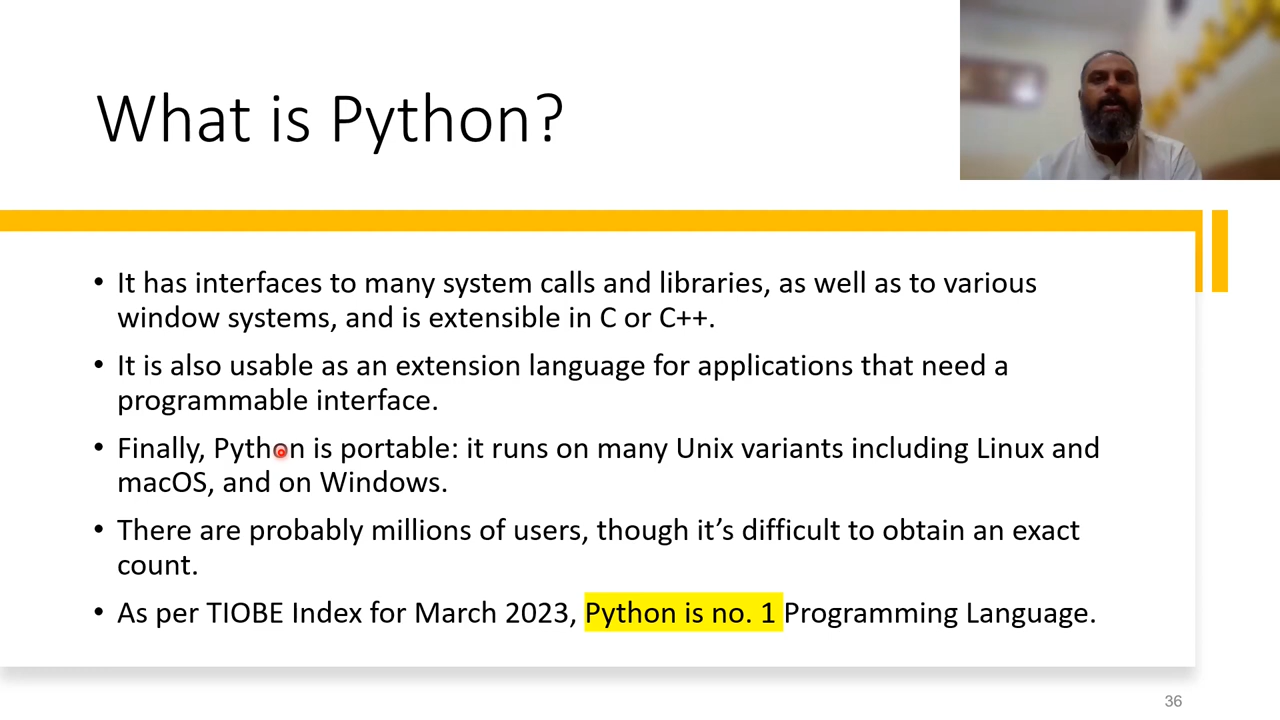 What is Python?
• It has interfaces to many system calls and libraries, as well as to various
window systems, and is extensible in C or C++.
• It is also usable as an extension language for applications that need a
programmable interface.
• Finally, Python is portable: it runs on many Unix variants including Linux and
macOS, and on Windows.
• There are probably millions of users, though it’s difficult to obtain an exact
count.
• As per TIOBE Index for March 2023, Python is no. 1 Programming Language.
36